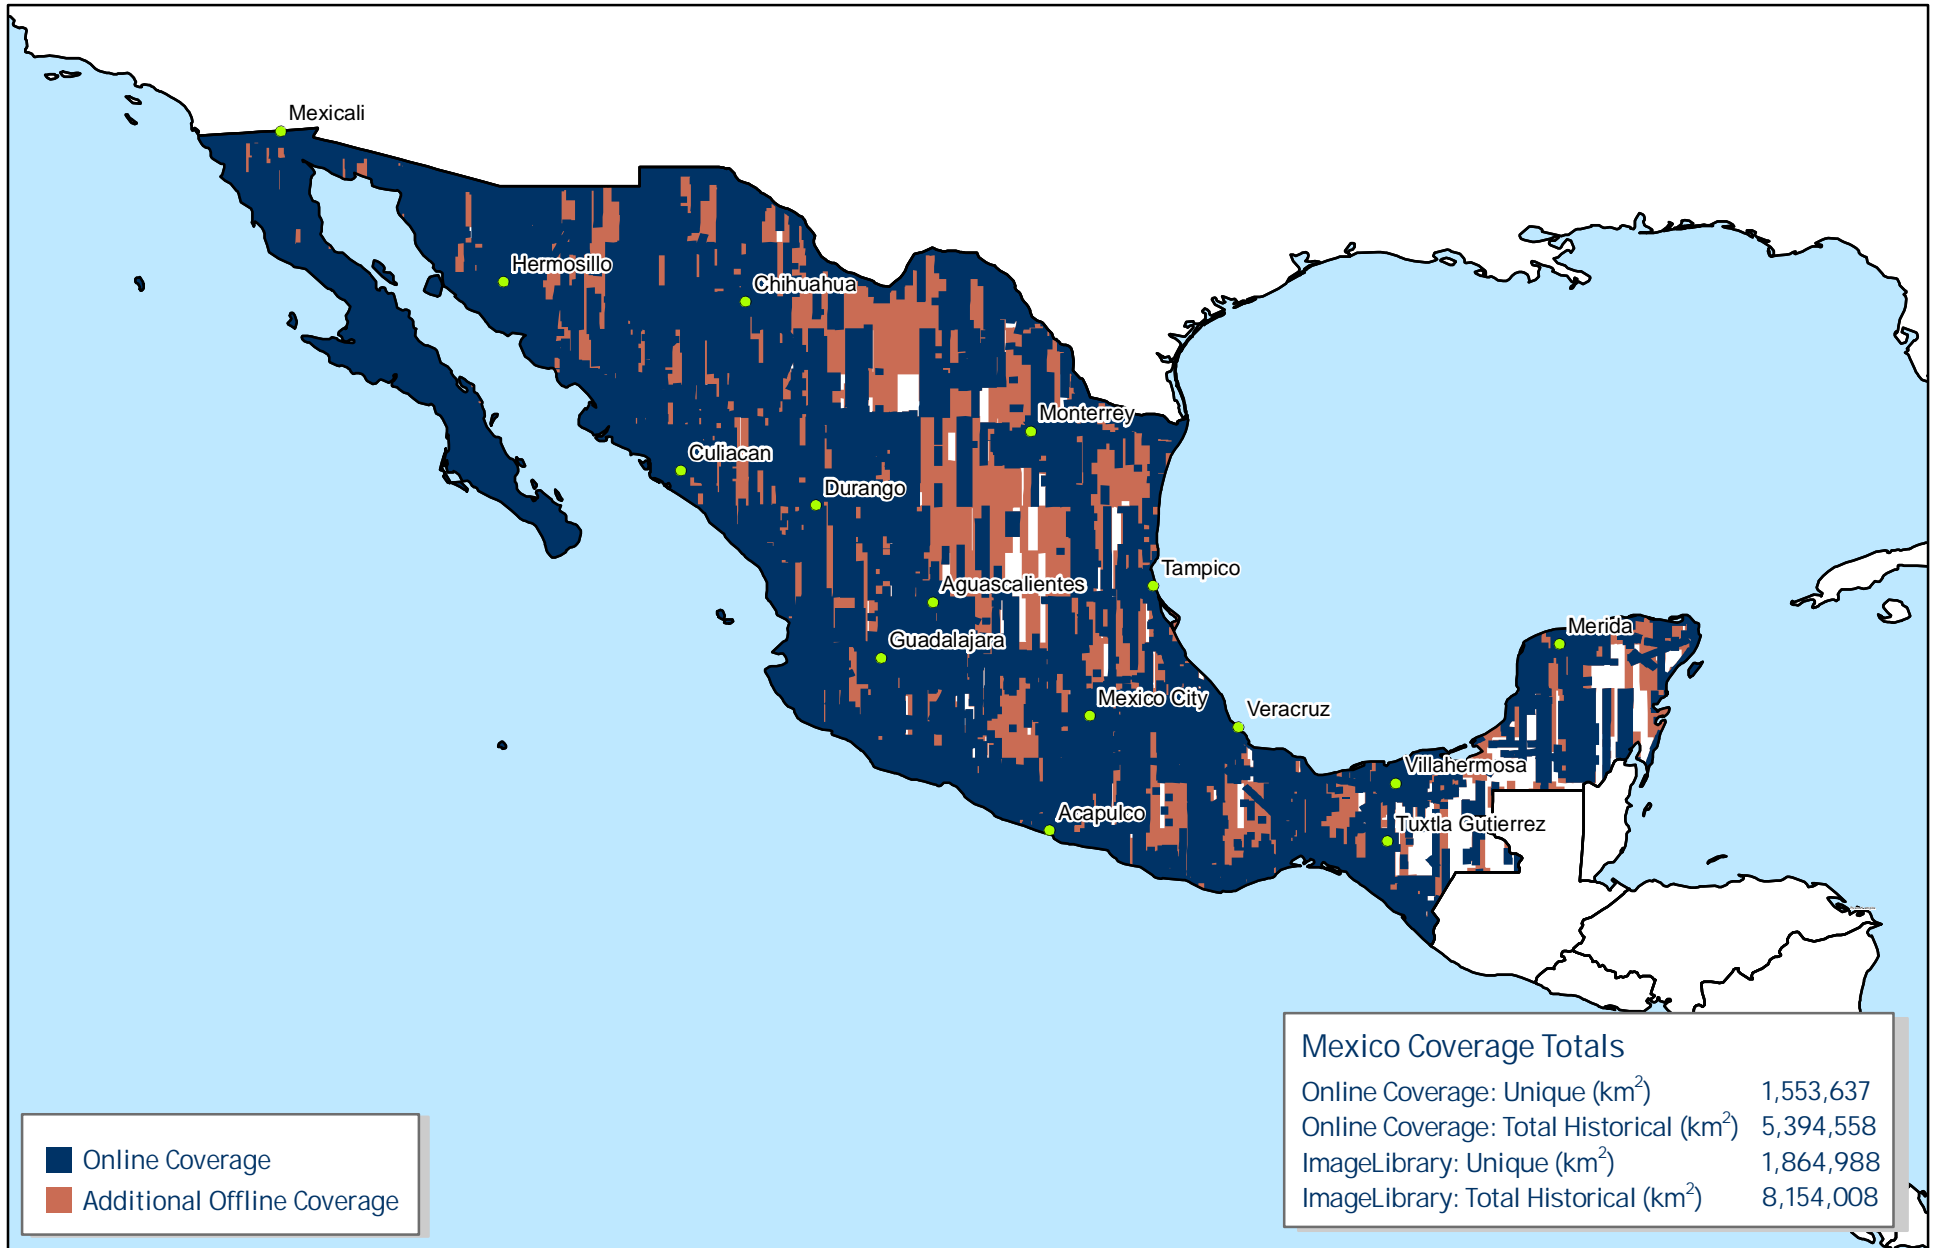 Mexicali
Hermosillo
Chihuahua
Monterrey
Culiacan
Durango
Tampico
Aguascalientes
Merida
Guadalajara
Mexico City
Veracruz
Villahermosa
Acapulco
Tuxtla Gutierrez
Mexico Coverage Totals
Online Coverage: Unique (km²) 1,553,637
Online Coverage: Total Historical (km²) 5,394,558
ImageLibrary: Unique (km²) 1,864,988
ImageLibrary: Total Historical (km²) 8,154,008
Online Coverage
Additional Offline Coverage